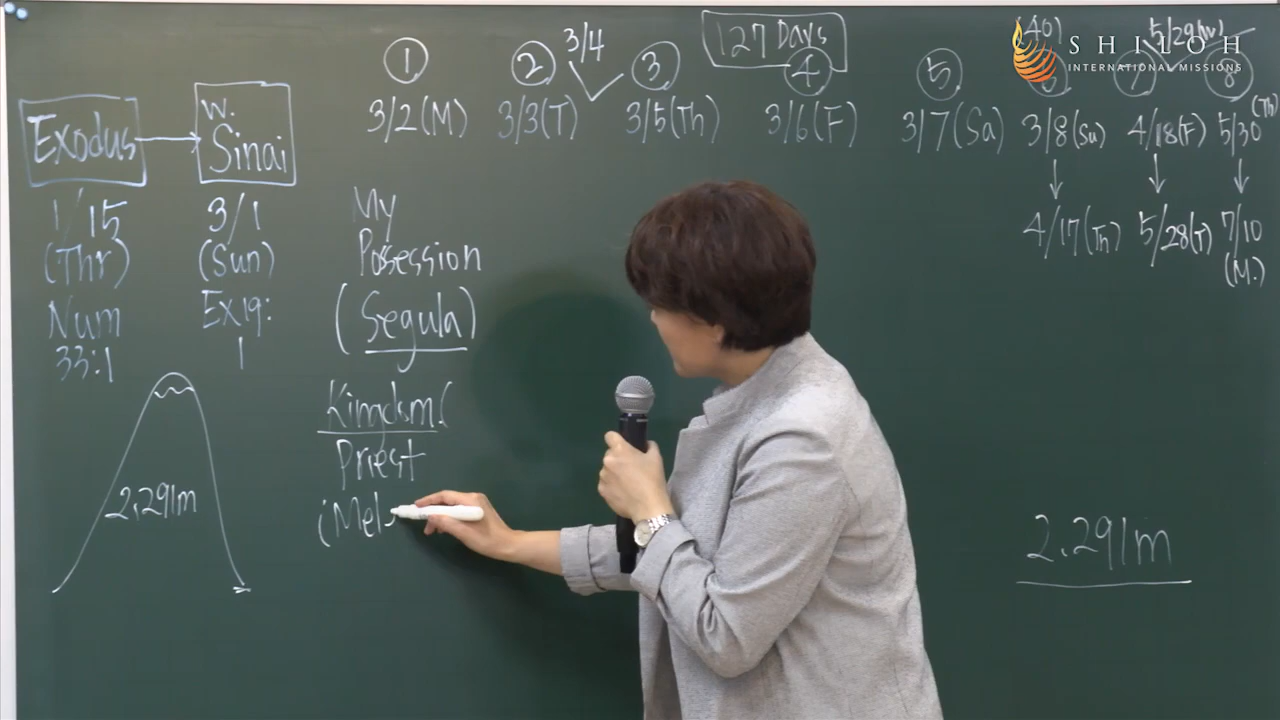 127 Days
(40)
5/29(W)
SHILOH
INTERNATIONAL MISSIONS
① ② 3/4 ③ ④ ⑤ ⑦ ⑧
Exodus
W.
Sinai
3/2(M) 3/3(T) 3/5(Th) 3/6(F) 3/7(Sa) 3/8(Su) 4/18(F) 5/30 (Th)
4/17(Th) 5/28(T) 7/10
(M.)
1/15
(Thr)
Num
33:1
3/1
(Sun)
Ex19:
1
My
Possession
(Segula)
Kingdom(
Priest
(Mel
2,291m
2,291m